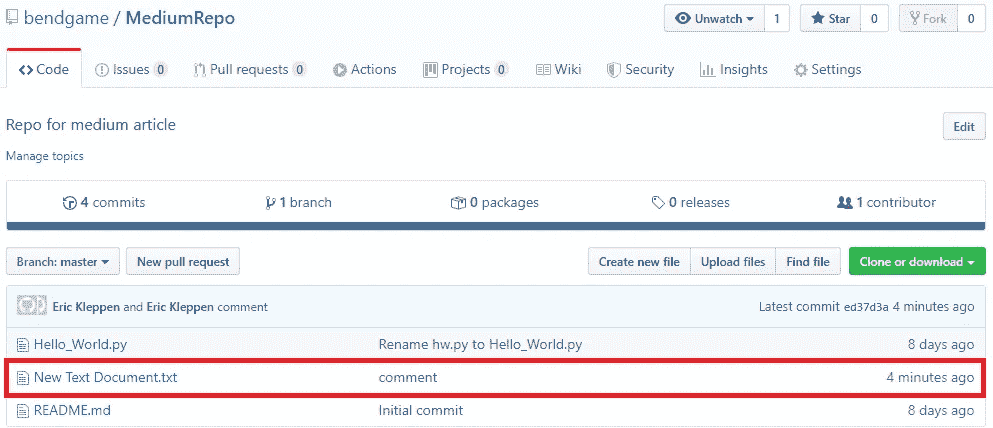 bendgame / MediumRepo Unwatch 1 Star 0 Fork 0
Code Issues 0 Pull requests 0 Actions Projects 0 Wiki Security Insights Settings
Repo for medium article Edit
Manage topics
4 commits 1 branch 0 packages 0 releases 1 contributor
Branch: master New pull request Create new file Upload files Find file Clone or download
Eric Kleppen and Eric Kleppen comment Latest commit ed37d3a 4 minutes ago
Hello_World.py Rename hw.py to Hello_World.py 8 days ago
New Text Document.txt comment 4 minutes ago
README.md Initial commit 8 days ago